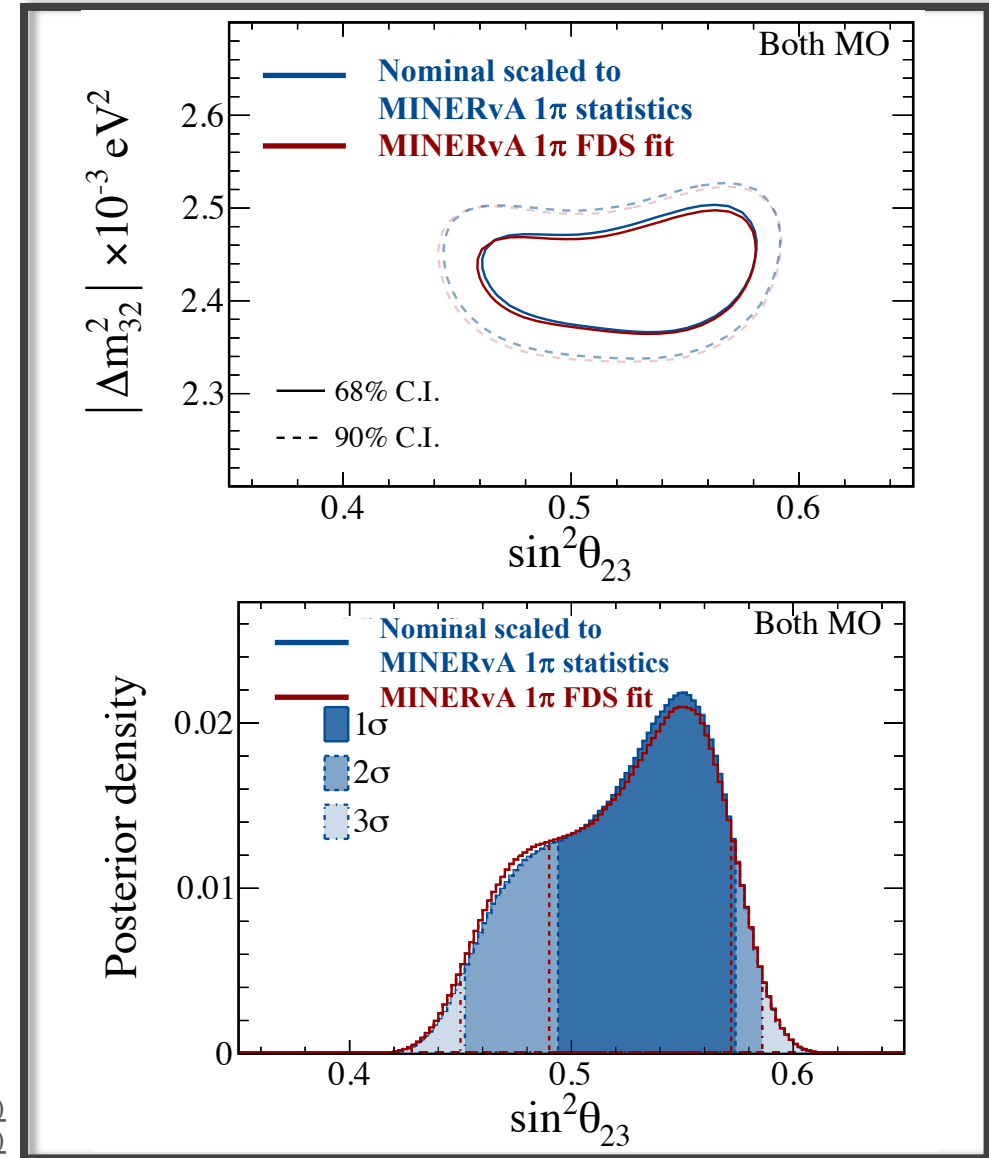 Both MO
Nominal scaled to
MINERvA 1π statistics
MINERvA 1π FDS fit
|Δm²₃₂| ×10⁻³ eV²
2.6
2.5
2.4
2.3
68% C.I.
90% C.I.
0.4 0.5 0.6
sin²θ₂₃
Both MO
Nominal scaled to
MINERvA 1π statistics
MINERvA 1π FDS fit
1σ
2σ
3σ
Posterior density
0.02
0.01
0
0.4 0.5 0.6
sin²θ₂₃